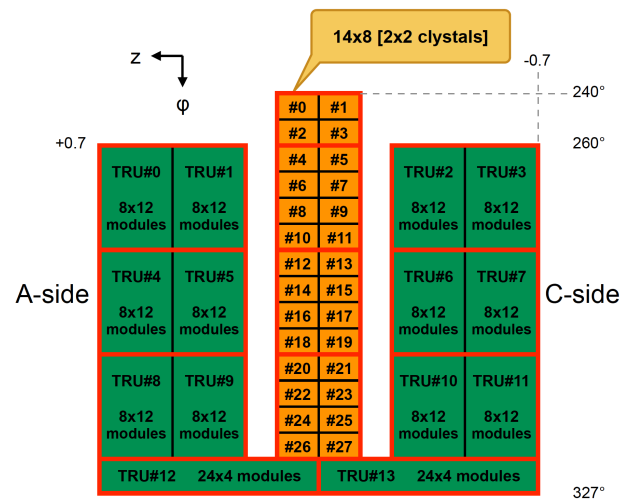 14x8 [2x2 clystals]
z
φ
-0.7
240°
#0 #1
#2 #3
+0.7
260°
TRU#0 TRU#1
8x12 8x12
modules modules
#4 #5
#6 #7
#8 #9
#10 #11
TRU#2 TRU#3
8x12 8x12
modules modules
A-side
TRU#4 TRU#5
8x12 8x12
modules modules
#12 #13
#14 #15
#16 #17
#18 #19
TRU#6 TRU#7
8x12 8x12
modules modules
C-side
TRU#8 TRU#9
8x12 8x12
modules modules
#20 #21
#22 #23
#24 #25
#26 #27
TRU#10 TRU#11
8x12 8x12
modules modules
TRU#12 24x4 modules
TRU#13 24x4 modules
327°